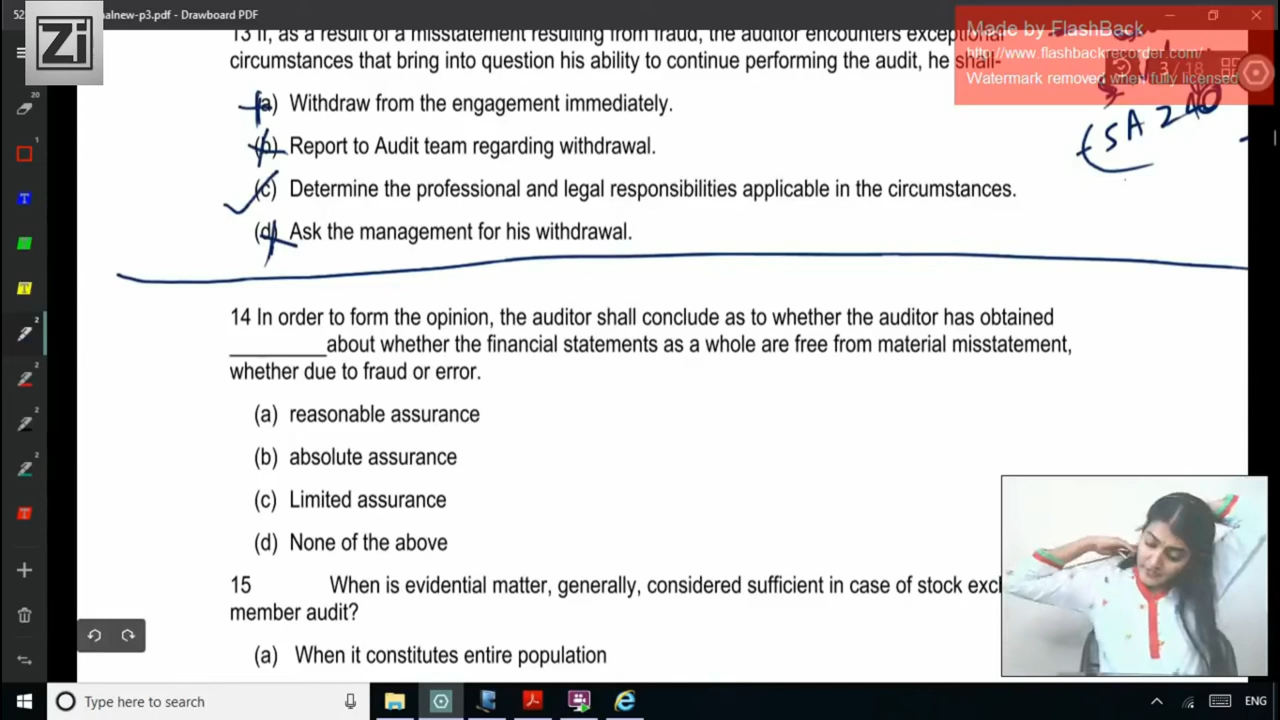 52
alnew-p3.pdf - Drawboard PDF
Zi
Made by FlashBack
http://www.flashbackrecorder.com/
Watermark removed when fully licensed
3 / 18
13 If, as a result of a misstatement resulting from fraud, the auditor encounters exceptional
circumstances that bring into question his ability to continue performing the audit, he shall-
(a) Withdraw from the engagement immediately.
(b) Report to Audit team regarding withdrawal.
(c) Determine the professional and legal responsibilities applicable in the circumstances.
(d) Ask the management for his withdrawal.
SA 240
14 In order to form the opinion, the auditor shall conclude as to whether the auditor has obtained
__________about whether the financial statements as a whole are free from material misstatement,
whether due to fraud or error.
(a) reasonable assurance
(b) absolute assurance
(c) Limited assurance
(d) None of the above
15 When is evidential matter, generally, considered sufficient in case of stock exc
member audit?
(a) When it constitutes entire population
Type here to search
ENG